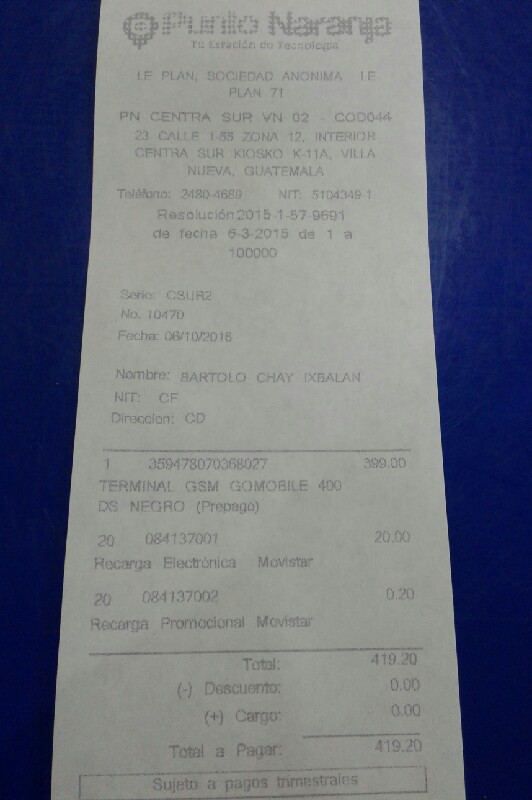 Punto Naranja
Tu Estación de Tecnología
I.E PLAN, SOCIEDAD ANONIMA I.E
PLAN 71
PN CENTRA SUR VN 02 - COD044
23 CALLE 1-55 ZONA 12, INTERIOR
CENTRA SUR KIOSKO K-11A, VILLA
NUEVA, GUATEMALA
Teléfono: 2480-4689 NIT: 5104349-1
Resolución 2015-1-57-9691
de fecha 6-3-2015 de 1 a
100000
Serie: CSUR2
No. 10470
Fecha: 06/10/2016
Nombre: BARTOLO CHAY IXBALAN
NIT: CF
Direccion: CD
1 359478070368027 399.00
TERMINAL GSM GOMOBILE 400
DS NEGRO (Prepago)
20 084137001 20.00
Recarga Electrónica Movistar
20 084137002 0.20
Recarga Promocional Movistar
Total: 419.20
(-) Descuento: 0.00
(+) Cargo: 0.00
Total a Pagar: 419.20
Sujeto a pagos trimestrales